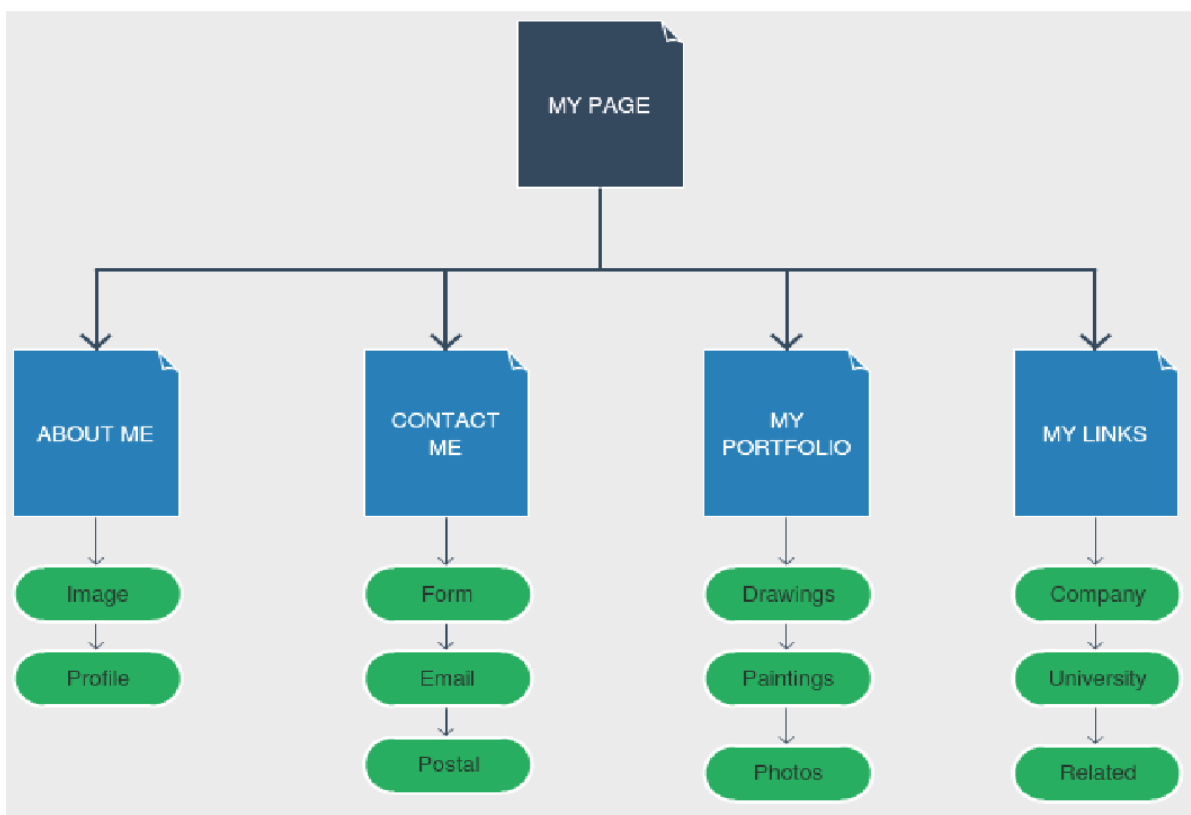 MY PAGE
ABOUT ME
CONTACT
ME
MY
PORTFOLIO
MY LINKS
Image
Form
Drawings
Company
Profile
Email
Paintings
University
Postal
Photos
Related